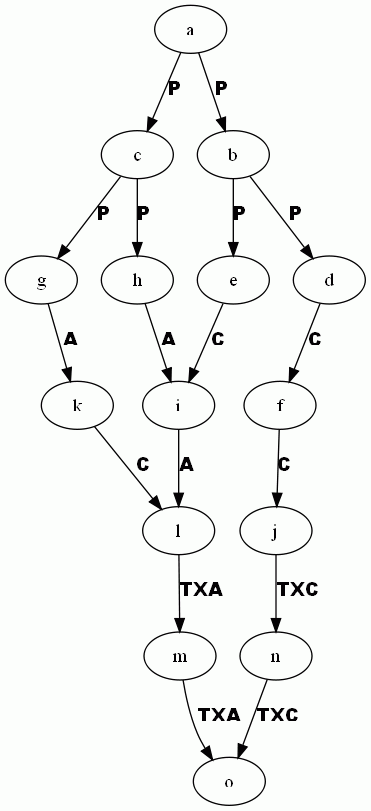 a
P P
c b
P P P P
g h e d
A A C C
k i f
C A C
l j
TXA TXC
m n
TXA TXC
o